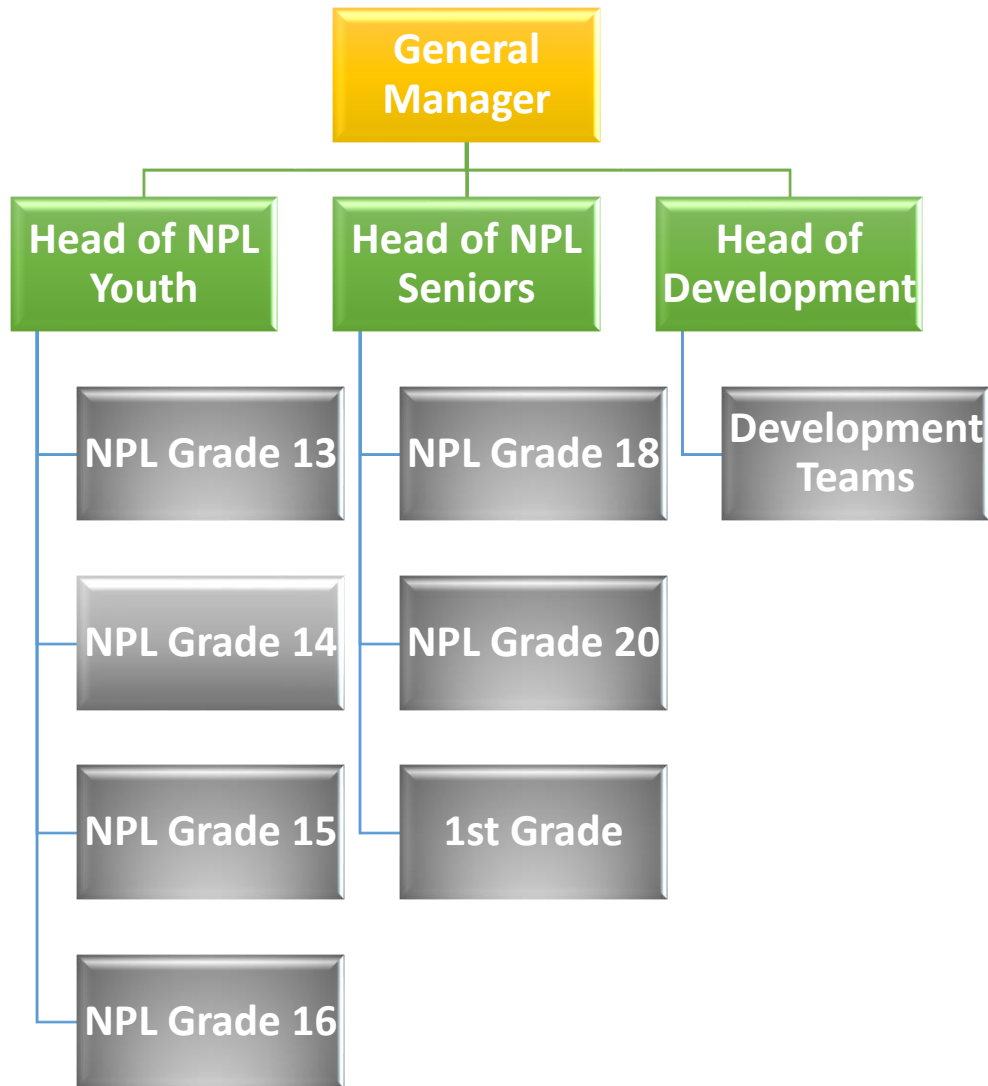 General
Manager
Head of NPL
Youth
Head of NPL
Seniors
Head of
Development
NPL Grade 13
NPL Grade 14
NPL Grade 15
NPL Grade 16
NPL Grade 18
NPL Grade 20
1st Grade
Development
Teams